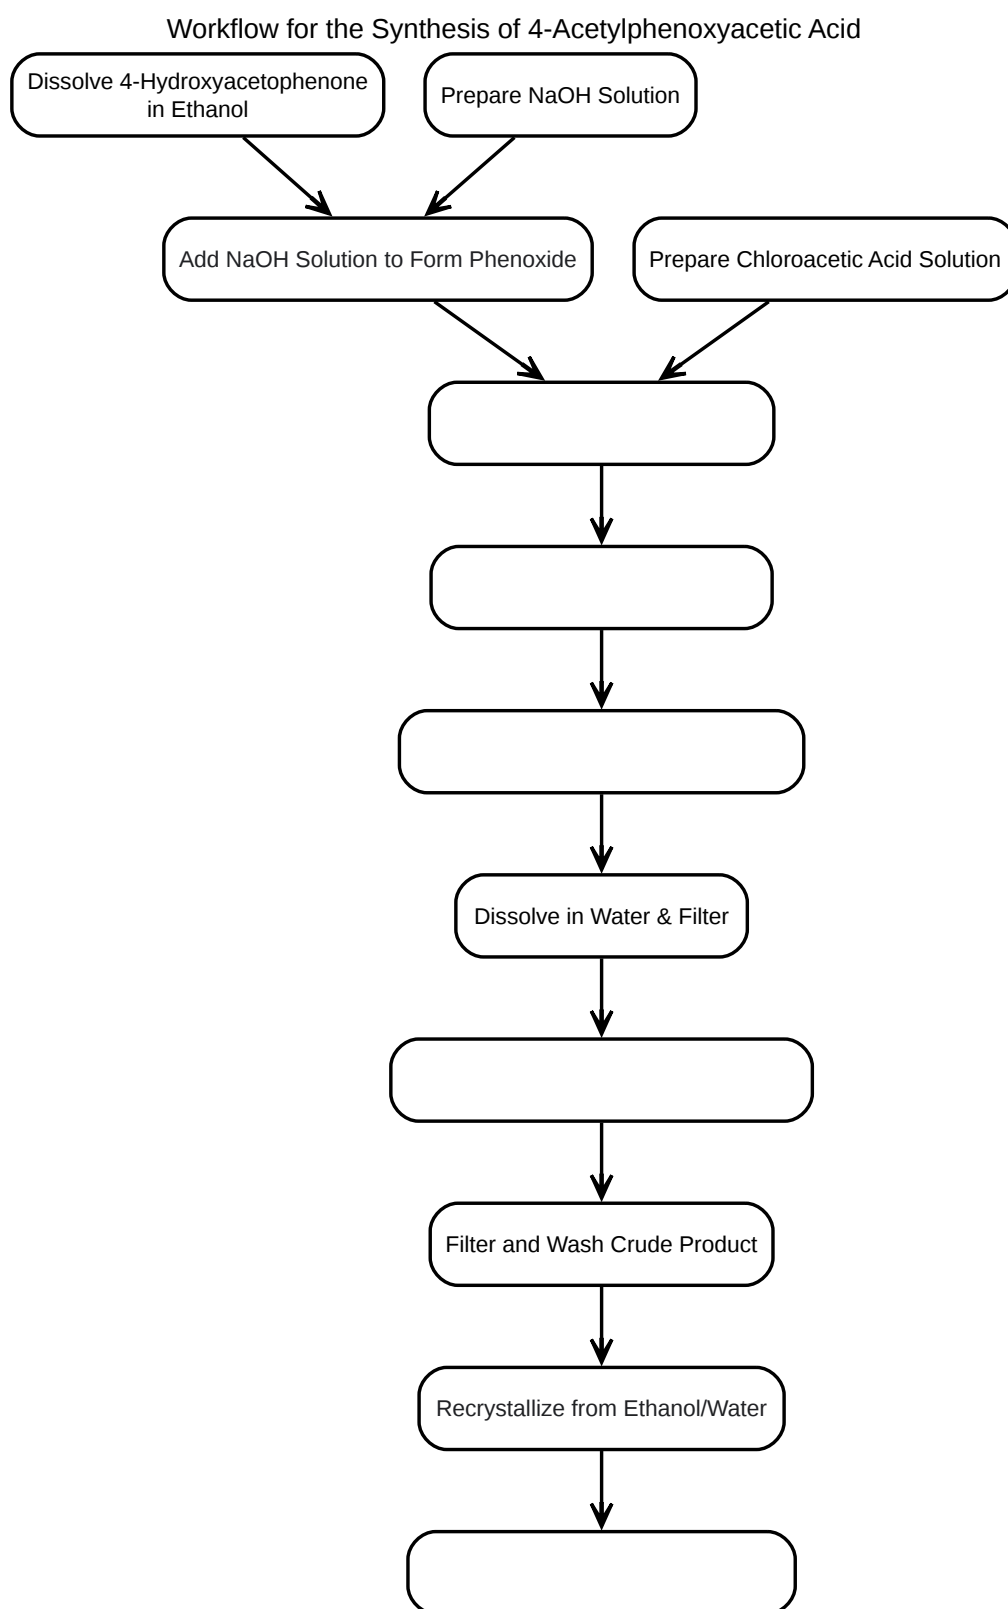 Workflow for the Synthesis of 4-Acetylphenoxyacetic Acid
Dissolve 4-Hydroxyacetophenone
in Ethanol
Prepare NaOH Solution
Add NaOH Solution to Form Phenoxide
Prepare Chloroacetic Acid Solution
Dissolve in Water & Filter
Filter and Wash Crude Product
Recrystallize from Ethanol/Water